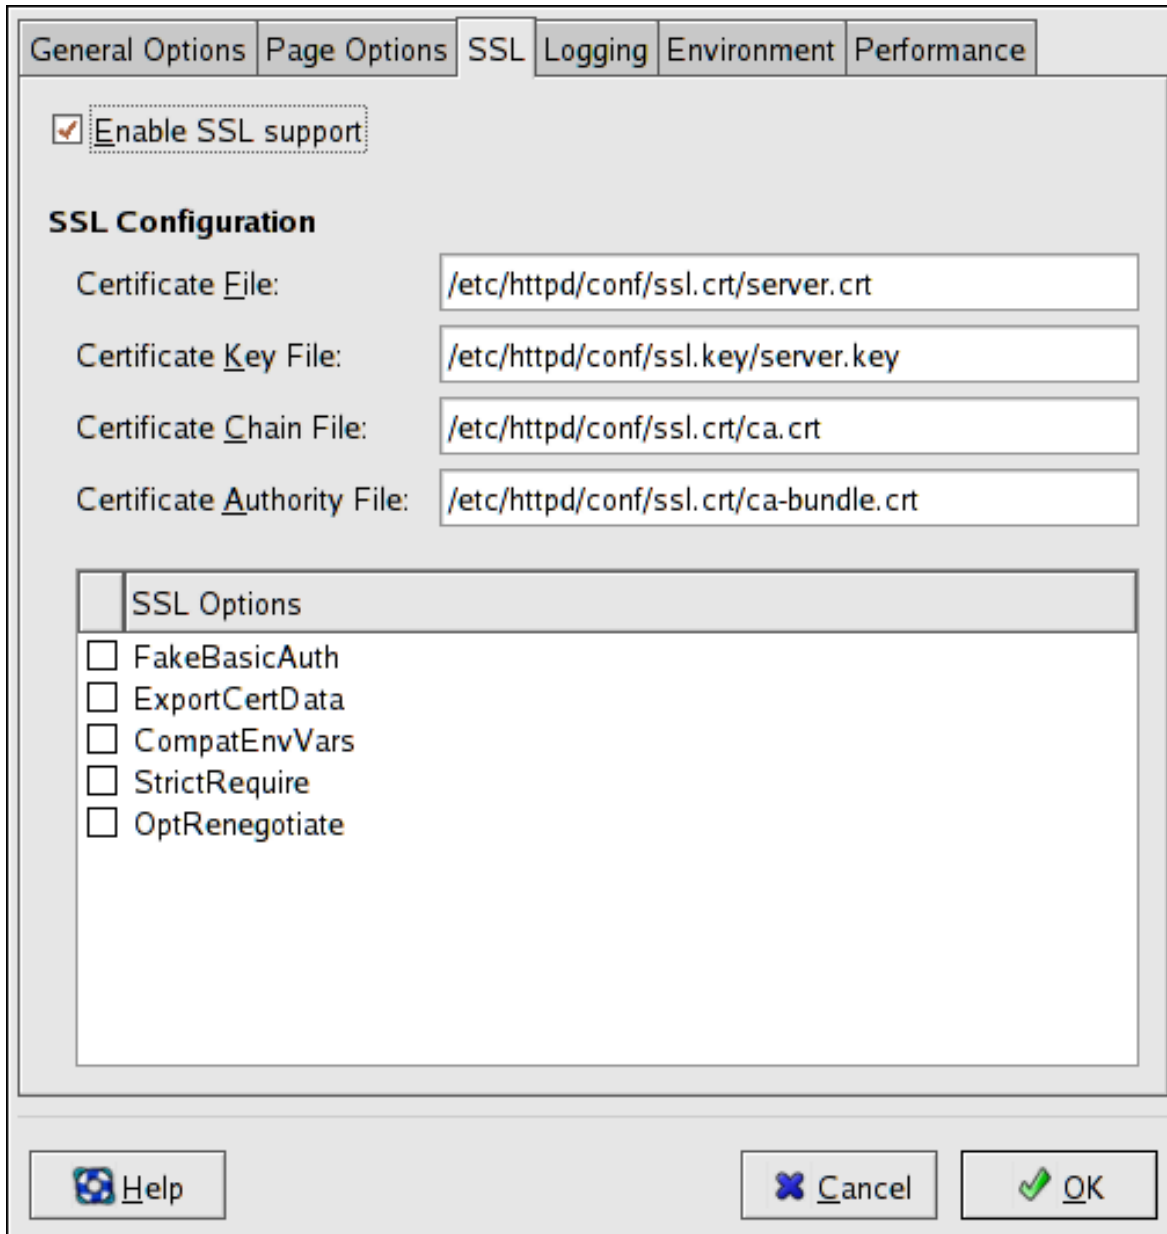 General Options Page Options SSL Logging Environment Performance
Enable SSL support
SSL Configuration
Certificate File: /etc/httpd/conf/ssl.crt/server.crt
Certificate Key File: /etc/httpd/conf/ssl.key/server.key
Certificate Chain File: /etc/httpd/conf/ssl.crt/ca.crt
Certificate Authority File: /etc/httpd/conf/ssl.crt/ca-bundle.crt
SSL Options
FakeBasicAuth
ExportCertData
CompatEnvVars
StrictRequire
OptRenegotiate
Help Cancel OK